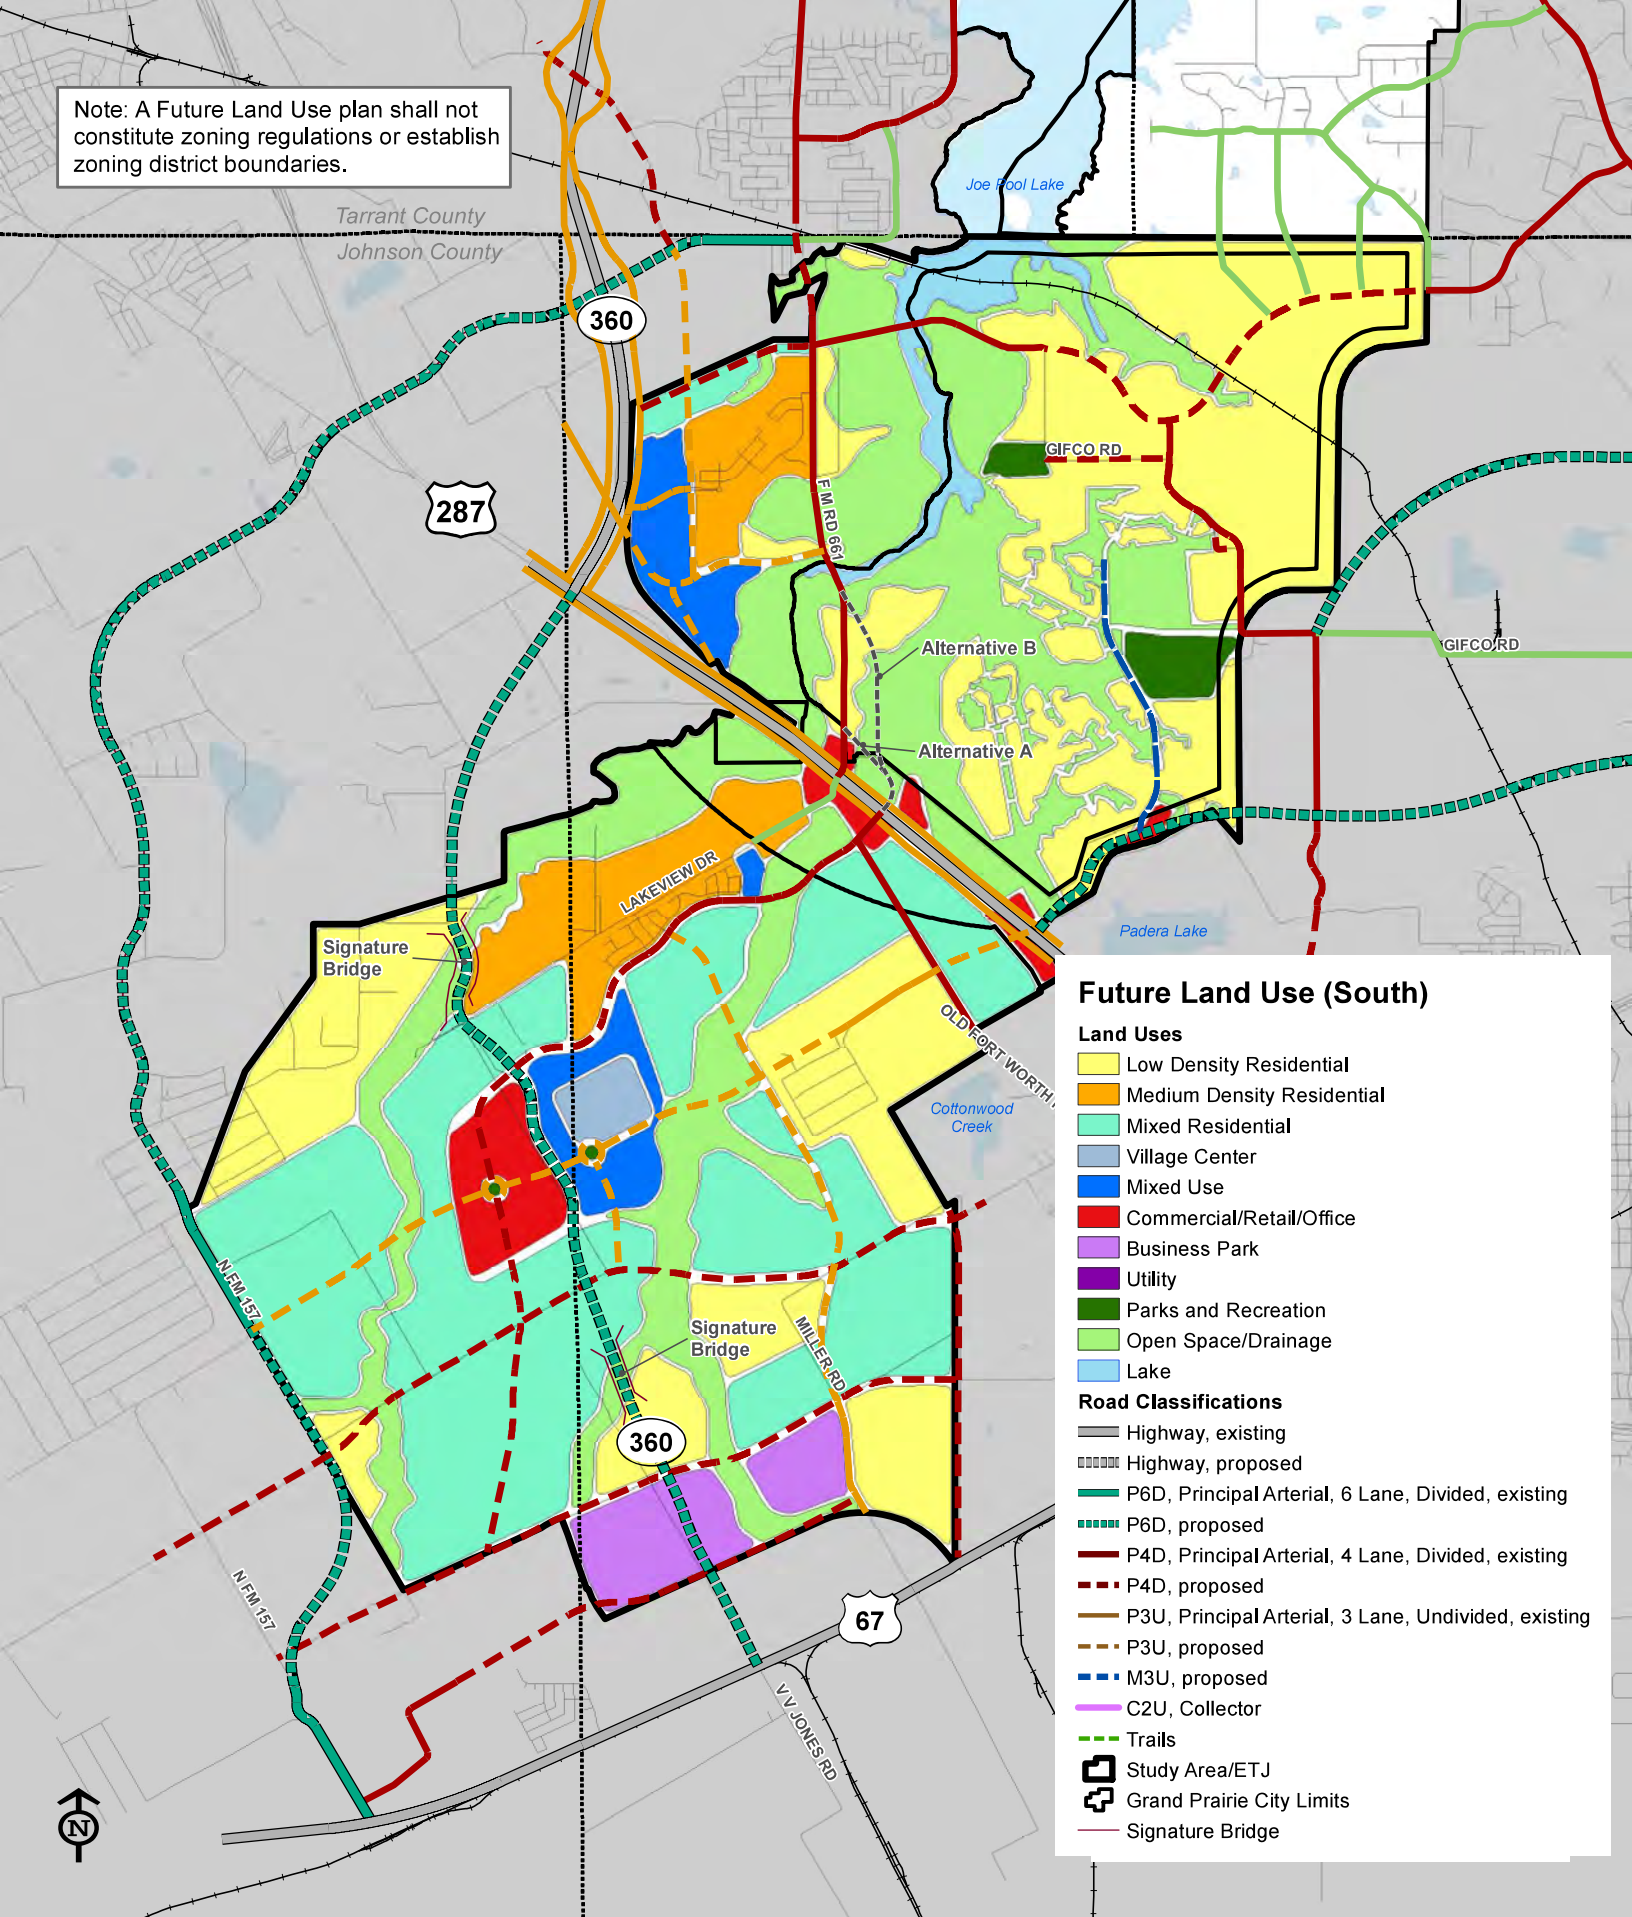 Note: A Future Land Use plan shall not
constitute zoning regulations or establish
zoning district boundaries.
Joe Pool Lake
Tarrant County
Johnson County
360
GIFCO RD
287
F M RD 661
Alternative B
GIFCO RD
Alternative A
LAKEVIEW DR
Padera Lake
Signature
Bridge
OLD FORT WORTH
Cottonwood
Creek
N FM 157
Signature
Bridge
MILLER RD
360
N FM 157
67
V V JONES RD
N
Future Land Use (South)
Land Uses
Low Density Residential
Medium Density Residential
Mixed Residential
Village Center
Mixed Use
Commercial/Retail/Office
Business Park
Utility
Parks and Recreation
Open Space/Drainage
Lake
Road Classifications
Highway, existing
Highway, proposed
P6D, Principal Arterial, 6 Lane, Divided, existing
P6D, proposed
P4D, Principal Arterial, 4 Lane, Divided, existing
P4D, proposed
P3U, Principal Arterial, 3 Lane, Undivided, existing
P3U, proposed
M3U, proposed
C2U, Collector
Trails
Study Area/ETJ
Grand Prairie City Limits
Signature Bridge